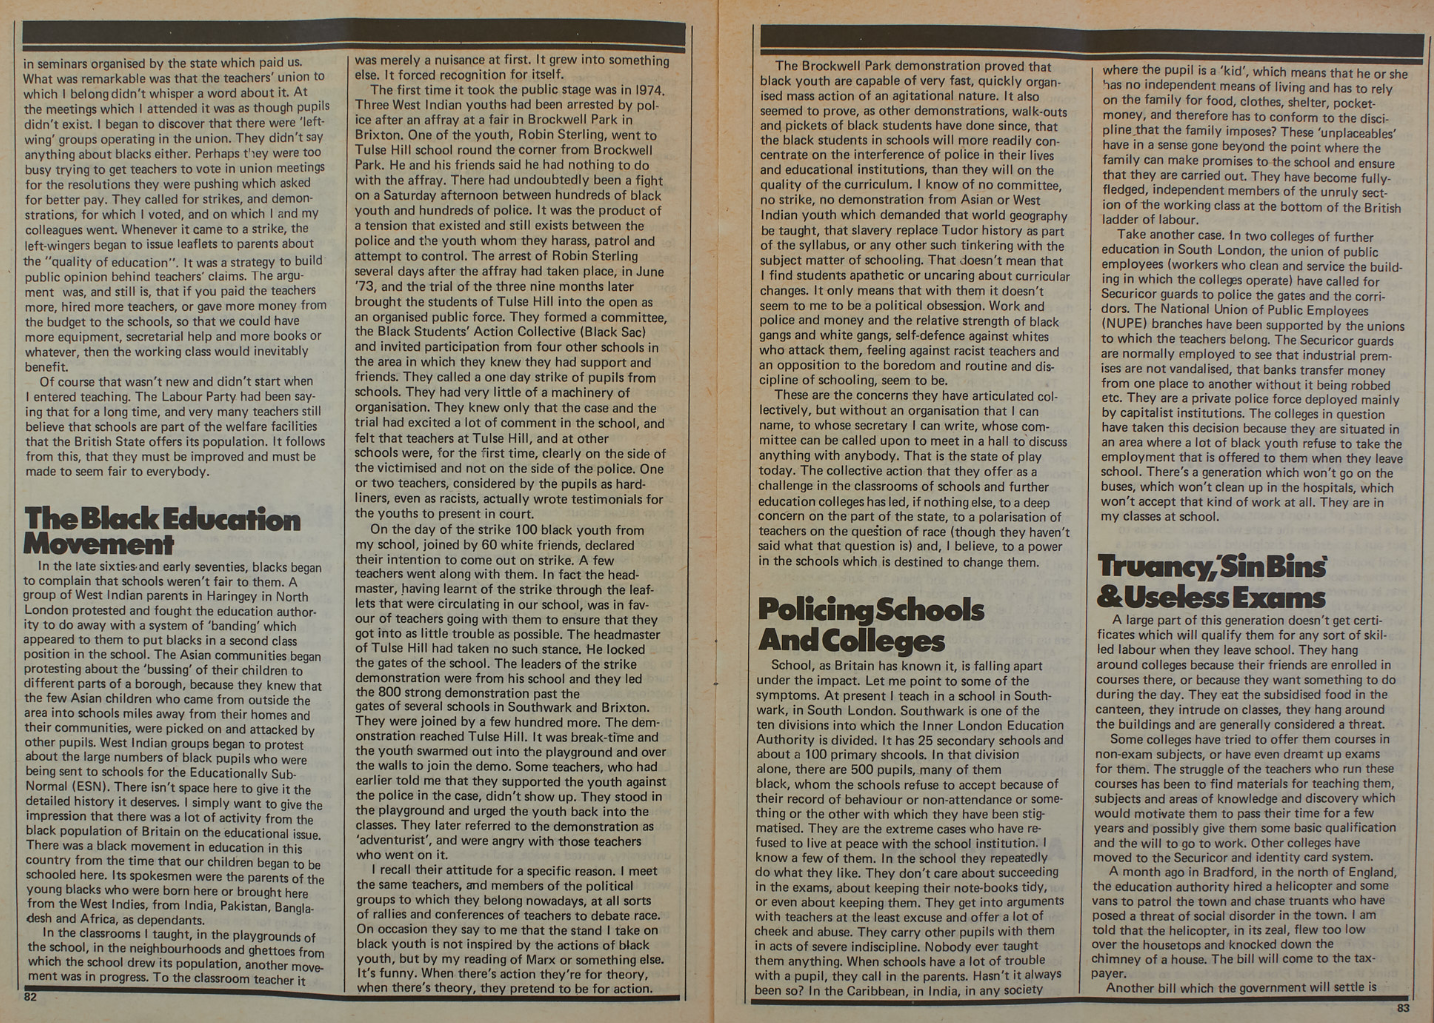 in seminars organised by the state which paid us.
What was remarkable was that the teachers' union to
which I belong didn't whisper a word about it. At
the meetings which I attended it was as though pupils
didn't exist. I began to discover that there were 'left-
wing' groups operating in the union. They didn't say
anything about blacks either. Perhaps they were too
busy trying to get teachers to vote in union meetings
for the resolutions they were pushing which asked
for better pay. They called for strikes, and demon-
strations, for which I voted, and on which I and my
colleagues went. Whenever it came to a strike, the
left-wingers began to issue leaflets to parents about
the "quality of education". It was a strategy to build
public opinion behind teachers' claims. The argu-
ment was, and still is, that if you paid the teachers
more, hired more teachers, or gave more money from
the budget to the schools, so that we could have
more equipment, secretarial help and more books or
whatever, then the working class would inevitably
benefit.
Of course that wasn't new and didn't start when
I entered teaching. The Labour Party had been say-
ing that for a long time, and very many teachers still
believe that schools are part of the welfare facilities
that the British State offers its population. It follows
from this, that they must be improved and must be
made to seem fair to everybody.
The Black Education
Movement
In the late sixties and early seventies, blacks began
to complain that schools weren't fair to them. A
group of West Indian parents in Haringey in North
London protested and fought the education author-
ity to do away with a system of 'banding' which
appeared to them to put blacks in a second class
position in the school. The Asian communities began
protesting about the 'bussing' of their children to
different parts of a borough, because they knew that
the few Asian children who came from outside the
area into schools miles away from their homes and
their communities, were picked on and attacked by
other pupils. West Indian groups began to protest
about the large numbers of black pupils who were
being sent to schools for the Educationally Sub-
Normal (ESN). There isn't space here to give it the
detailed history it deserves. I simply want to give the
impression that there was a lot of activity from the
black population of Britain on the educational issue.
There was a black movement in education in this
country from the time that our children began to be
schooled here. Its spokesmen were the parents of the
young blacks who were born here or brought here
from the West Indies, from India, Pakistan, Bangla-
desh and Africa, as dependants.
In the classrooms I taught, in the playgrounds of
the school, in the neighbourhoods and ghettoes from
which the school drew its population, another move-
ment was in progress. To the classroom teacher it
82
was merely a nuisance at first. It grew into something
else. It forced recognition for itself.
The first time it took the public stage was in 1974.
Three West Indian youths had been arrested by pol-
ice after an affray at a fair in Brockwell Park in
Brixton. One of the youth, Robin Sterling, went to
Tulse Hill school round the corner from Brockwell
Park. He and his friends said he had nothing to do
with the affray. There had undoubtedly been a fight
on a Saturday afternoon between hundreds of black
youth and hundreds of police. It was the product of
a tension that existed and still exists between the
police and the youth whom they harass, patrol and
attempt to control. The arrest of Robin Sterling
several days after the affray had taken place, in June
'73, and the trial of the three nine months later
brought the students of Tulse Hill into the open as
an organised public force. They formed a committee,
the Black Students' Action Collective (Black Sac)
and invited participation from four other schools in
the area in which they knew they had support and
friends. They called a one day strike of pupils from
schools. They had very little of a machinery of
organisation. They knew only that the case and the
trial had excited a lot of comment in the school, and
felt that teachers at Tulse Hill, and at other
schools were, for the first time, clearly on the side of
the victimised and not on the side of the police. One
or two teachers, considered by the pupils as hard-
liners, even as racists, actually wrote testimonials for
the youths to present in court.
On the day of the strike 100 black youth from
my school, joined by 60 white friends, declared
their intention to come out on strike. A few
teachers went along with them. In fact the head-
master, having learnt of the strike through the leaf-
lets that were circulating in our school, was in fav-
our of teachers going with them to ensure that they
got into as little trouble as possible. The headmaster
of Tulse Hill had taken no such stance. He locked
the gates of the school. The leaders of the strike
demonstration were from his school and they led
the 800 strong demonstration past the
gates of several schools in Southwark and Brixton.
They were joined by a few hundred more. The dem-
onstration reached Tulse Hill. It was break-time and
the youth swarmed out into the playground and over
the walls to join the demo. Some teachers, who had
earlier told me that they supported the youth against
the police in the case, didn't show up. They stood in
the playground and urged the youth back into the
classes. They later referred to the demonstration as
'adventurist', and were angry with those teachers
who went on it.
I recall their attitude for a specific reason. I meet
the same teachers, and members of the political
groups to which they belong nowadays, at all sorts
of rallies and conferences of teachers to debate race.
On occasion they say to me that the stand I take on
black youth is not inspired by the actions of black
youth, but by my reading of Marx or something else.
It's funny. When there's action they're for theory,
when there's theory, they pretend to be for action.
The Brockwell Park demonstration proved that
black youth are capable of very fast, quickly organ-
ised mass action of an agitational nature. It also
seemed to prove, as other demonstrations, walk-outs
and pickets of black students have done since, that
the black students in schools will more readily con-
centrate on the interference of police in their lives
and educational institutions, than they will on the
quality of the curriculum. I know of no committee,
no strike, no demonstration from Asian or West
Indian youth which demanded that world geography
be taught, that slavery replace Tudor history as part
of the syllabus, or any other such tinkering with the
subject matter of schooling. That doesn't mean that
I find students apathetic or uncaring about curricular
changes. It only means that with them it doesn't
seem to me to be a political obsession. Work and
police and money and the relative strength of black
gangs and white gangs, self-defence against whites
who attack them, feeling against racist teachers and
an opposition to the boredom and routine and dis-
cipline of schooling, seem to be.
These are the concerns they have articulated col-
lectively, but without an organisation that I can
name, to whose secretary I can write, whose com-
mittee can be called upon to meet in a hall to discuss
anything with anybody. That is the state of play
today. The collective action that they offer as a
challenge in the classrooms of schools and further
education colleges has led, if nothing else, to a deep
concern on the part of the state, to a polarisation of
teachers on the question of race (though they haven't
said what that question is) and, I believe, to a power
in the schools which is destined to change them.
Policing Schools
And Colleges
School, as Britain has known it, is falling apart
under the impact. Let me point to some of the
symptoms. At present I teach in a school in South-
wark, in South London. Southwark is one of the
ten divisions into which the Inner London Education
Authority is divided. It has 25 secondary schools and
about a 100 primary shcools. In that division
alone, there are 500 pupils, many of them
black, whom the schools refuse to accept because of
their record of behaviour or non-attendance or some-
thing or the other with which they have been stig-
matised. They are the extreme cases who have re-
fused to live at peace with the school institution. I
know a few of them. In the school they repeatedly
do what they like. They don't care about succeeding
in the exams, about keeping their note-books tidy,
or even about keeping them. They get into arguments
with teachers at the least excuse and offer a lot of
cheek and abuse. They carry other pupils with them
in acts of severe indiscipline. Nobody ever taught
them anything. When schools have a lot of trouble
with a pupil, they call in the parents. Hasn't it always
been so? In the Caribbean, in India, in any society
where the pupil is a 'kid', which means that he or she
has no independent means of living and has to rely
on the family for food, clothes, shelter, pocket-
money, and therefore has to conform to the disci-
pline that the family imposes? These 'unplaceables'
have in a sense gone beyond the point where the
family can make promises to the school and ensure
that they are carried out. They have become fully-
fledged, independent members of the unruly sect-
ion of the working class at the bottom of the British
ladder of labour.
Take another case. In two colleges of further
education in South London, the union of public
employees (workers who clean and service the build-
ing in which the colleges operate) have called for
Securicor guards to police the gates and the corri-
dors. The National Union of Public Employees
(NUPE) branches have been supported by the unions
to which the teachers belong. The Securicor guards
are normally employed to see that industrial prem-
ises are not vandalised, that banks transfer money
from one place to another without it being robbed
etc. They are a private police force deployed mainly
by capitalist institutions. The colleges in question
have taken this decision because they are situated in
an area where a lot of black youth refuse to take the
employment that is offered to them when they leave
school. There's a generation which won't go on the
buses, which won't clean up in the hospitals, which
won't accept that kind of work at all. They are in
my classes at school.
Truancy, 'Sin Bins'
& Useless Exams
A large part of this generation doesn't get certi-
ficates which will qualify them for any sort of skil-
led labour when they leave school. They hang
around colleges because their friends are enrolled in
courses there, or because they want something to do
during the day. They eat the subsidised food in the
canteen, they intrude on classes, they hang around
the buildings and are generally considered a threat.
Some colleges have tried to offer them courses in
non-exam subjects, or have even dreamt up exams
for them. The struggle of the teachers who run these
courses has been to find materials for teaching them,
subjects and areas of knowledge and discovery which
would motivate them to pass their time for a few
years and possibly give them some basic qualification
and the will to go to work. Other colleges have
moved to the Securicor and identity card system.
A month ago in Bradford, in the north of England,
the education authority hired a helicopter and some
vans to patrol the town and chase truants who have
posed a threat of social disorder in the town. I am
told that the helicopter, in its zeal, flew too low
over the housetops and knocked down the
chimney of a house. The bill will come to the tax-
payer.
Another bill which the government will settle is
83